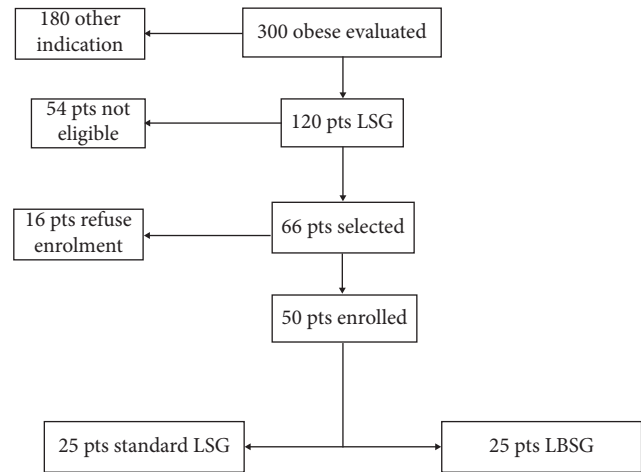 180 other
indication
300 obese evaluated
54 pts not
eligible
120 pts LSG
16 pts refuse
enrolment
66 pts selected
50 pts enrolled
25 pts standard LSG
25 pts LBSG